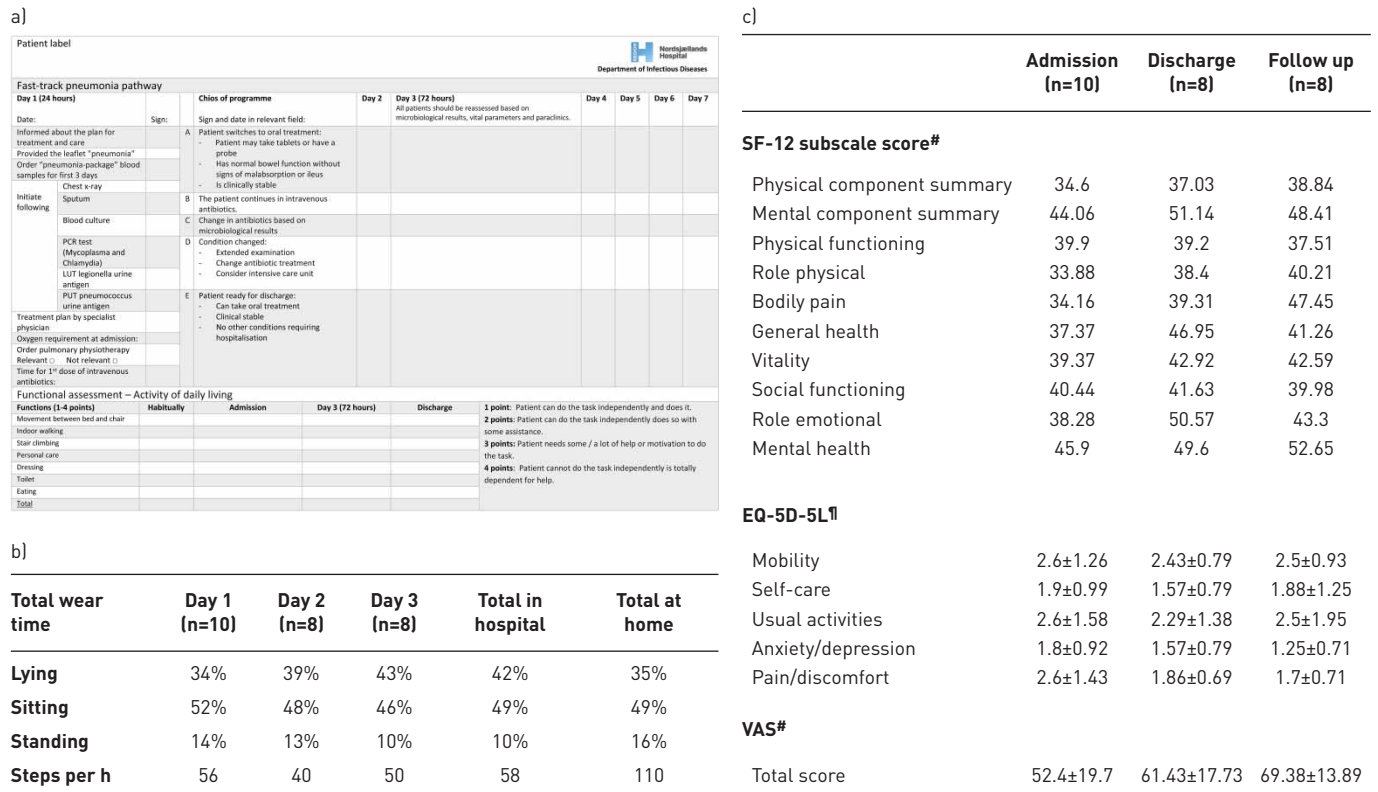 a)
Patient label
Nordsjællands
Hospital
Department of Infectious Diseases
Fast-track pneumonia pathway
Day 1 (24 hours)
Date: Sign:
Informed about the plan for
treatment and care
Provided the leaflet "pneumonia"
Order "pneumonia-package" blood
samples for first 3 days
Initiate
following
Chest x-ray
Sputum
Blood culture
PCR test
(Mycoplasma and
Chlamydia)
LUT legionella urine
antigen
PUT pneumococcus
urine antigen
Treatment plan by specialist
physician
Oxygen requirement at admission:
Order pulmonary physiotherapy
Relevant □ Not relevant □
Time for 1st dose of intravenous
antibiotics:
Chios of programme Day 2 Day 3 (72 hours) Day 4 Day 5 Day 6 Day 7
All patients should be reassessed based on
microbiological results, vital parameters and paraclinics.
Sign and date in relevant field:
A Patient switches to oral treatment:
- Patient may take tablets or have a
probe
- Has normal bowel function without
signs of malabsorption or ileus
- Is clinically stable
B The patient continues in intravenous
antibiotics.
C Change in antibiotics based on
microbiological results
D Condition changed:
- Extended examination
- Change antibiotic treatment
- Consider intensive care unit
E Patient ready for discharge:
- Can take oral treatment
- Clinical stable
- No other conditions requiring
hospitalisation
Functional assessment – Activity of daily living
Functions (1-4 points) Habitually Admission Day 3 (72 hours) Discharge
Movement between bed and chair
Indoor walking
Stair climbing
Personal care
Dressing
Toilet
Eating
Total
1 point: Patient can do the task independently and does it.
2 points: Patient can do the task independently does so with
some assistance.
3 points: Patient needs some / a lot of help or motivation to do
the task.
4 points: Patient cannot do the task independently is totally
dependent for help.
b)
Total wear time Day 1 (n=10) Day 2 (n=8) Day 3 (n=8) Total in hospital Total at home
Lying 34% 39% 43% 42% 35%
Sitting 52% 48% 46% 49% 49%
Standing 14% 13% 10% 10% 16%
Steps per h 56 40 50 58 110
c)
Admission (n=10) Discharge (n=8) Follow up (n=8)
SF-12 subscale score#
Physical component summary 34.6 37.03 38.84
Mental component summary 44.06 51.14 48.41
Physical functioning 39.9 39.2 37.51
Role physical 33.88 38.4 40.21
Bodily pain 34.16 39.31 47.45
General health 37.37 46.95 41.26
Vitality 39.37 42.92 42.59
Social functioning 40.44 41.63 39.98
Role emotional 38.28 50.57 43.3
Mental health 45.9 49.6 52.65
EQ-5D-5L¶
Mobility 2.6±1.26 2.43±0.79 2.5±0.93
Self-care 1.9±0.99 1.57±0.79 1.88±1.25
Usual activities 2.6±1.58 2.29±1.38 2.5±1.95
Anxiety/depression 1.8±0.92 1.57±0.79 1.25±0.71
Pain/discomfort 2.6±1.43 1.86±0.69 1.7±0.71
VAS#
Total score 52.4±19.7 61.43±17.73 69.38±13.89